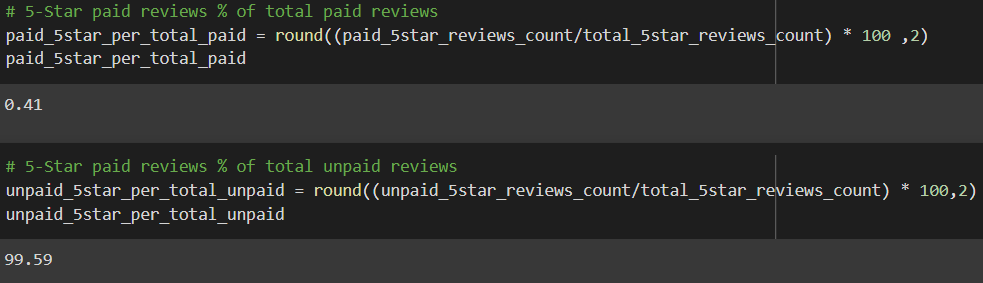 # 5-Star paid reviews % of total paid reviews
paid_5star_per_total_paid = round((paid_5star_reviews_count/total_5star_reviews_count) * 100 ,2)
paid_5star_per_total_paid
0.41
# 5-Star paid reviews % of total unpaid reviews
unpaid_5star_per_total_unpaid = round((unpaid_5star_reviews_count/total_5star_reviews_count) * 100,2)
unpaid_5star_per_total_unpaid
99.59